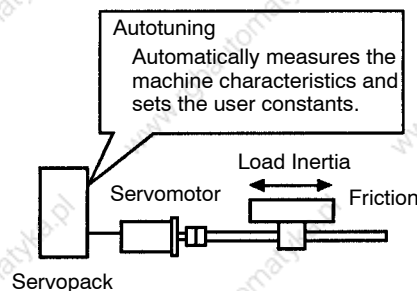 Autotuning
Automatically measures the
machine characteristics and
sets the user constants.
Load Inertia
Servomotor
Friction
Servopack